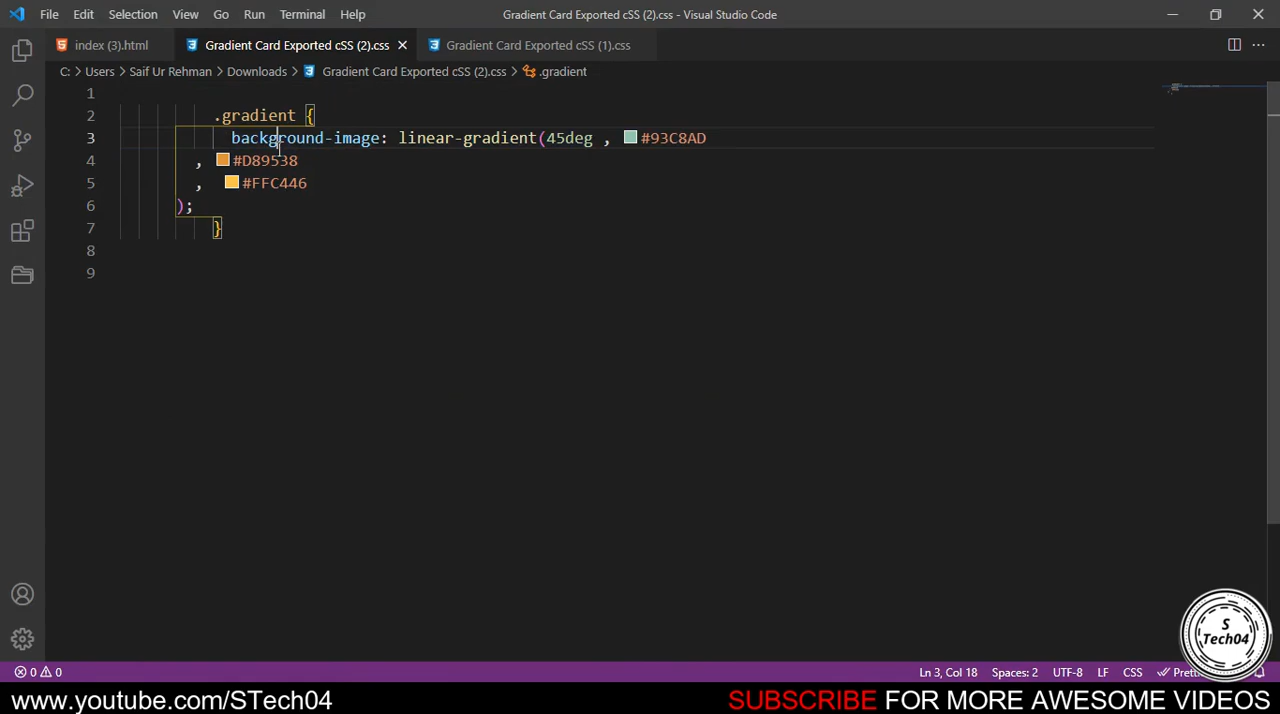 File Edit Selection View Go Run Terminal Help Gradient Card Exported cSS (2).css - Visual Studio Code
index (3).html Gradient Card Exported cSS (2).css Gradient Card Exported cSS (1).css
C: > Users > Saif Ur Rehman > Downloads > Gradient Card Exported cSS (2).css > .gradient
1
2 .gradient {
3 background-image: linear-gradient(45deg , #93C8AD
4 , #D89538
5 , #FFC446
6 );
7 }
8
9
S
Tech04
0 0 Ln 3, Col 18 Spaces: 2 UTF-8 LF CSS
www.youtube.com/STech04 SUBSCRIBE FOR MORE AWESOME VIDEOS